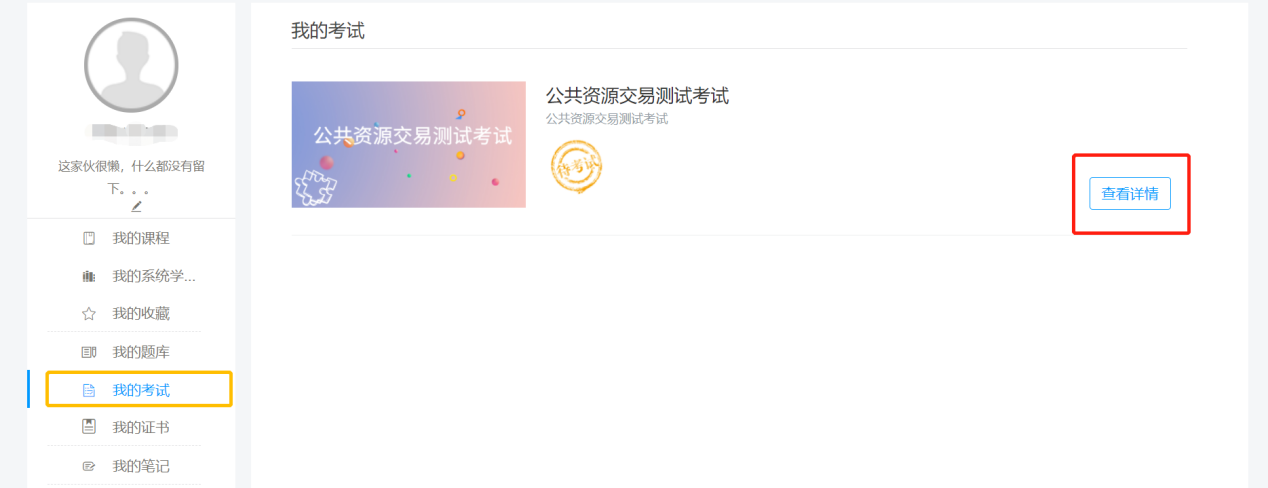 这家伙很懒，什么都没有留
下。。。
我的课程
我的系统学...
我的收藏
我的题库
我的考试
我的证书
我的笔记
我的考试
公共资源交易测试考试
公共资源交易测试考试
公共资源交易测试考试
待考试
查看详情